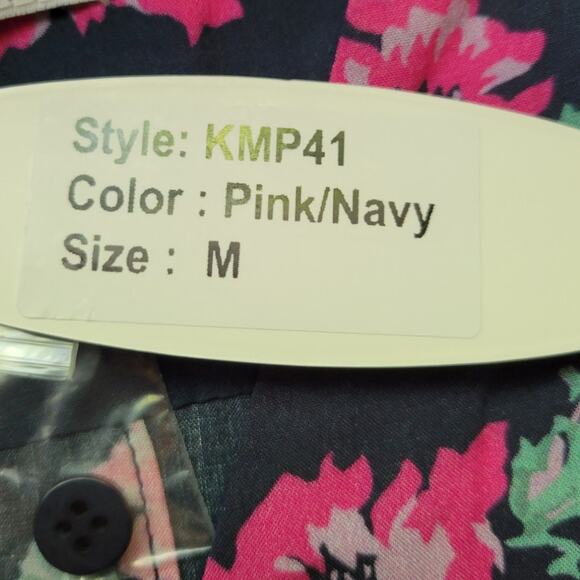 Style: KMP41
Color : Pink/Navy
Size : M